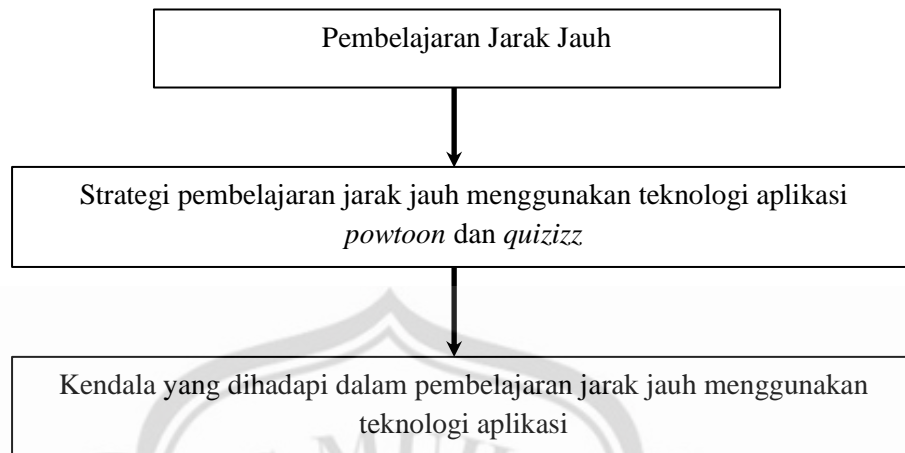 Pembelajaran Jarak Jauh
Strategi pembelajaran jarak jauh menggunakan teknologi aplikasi
powtoon dan quizizz
Kendala yang dihadapi dalam pembelajaran jarak jauh menggunakan
teknologi aplikasi